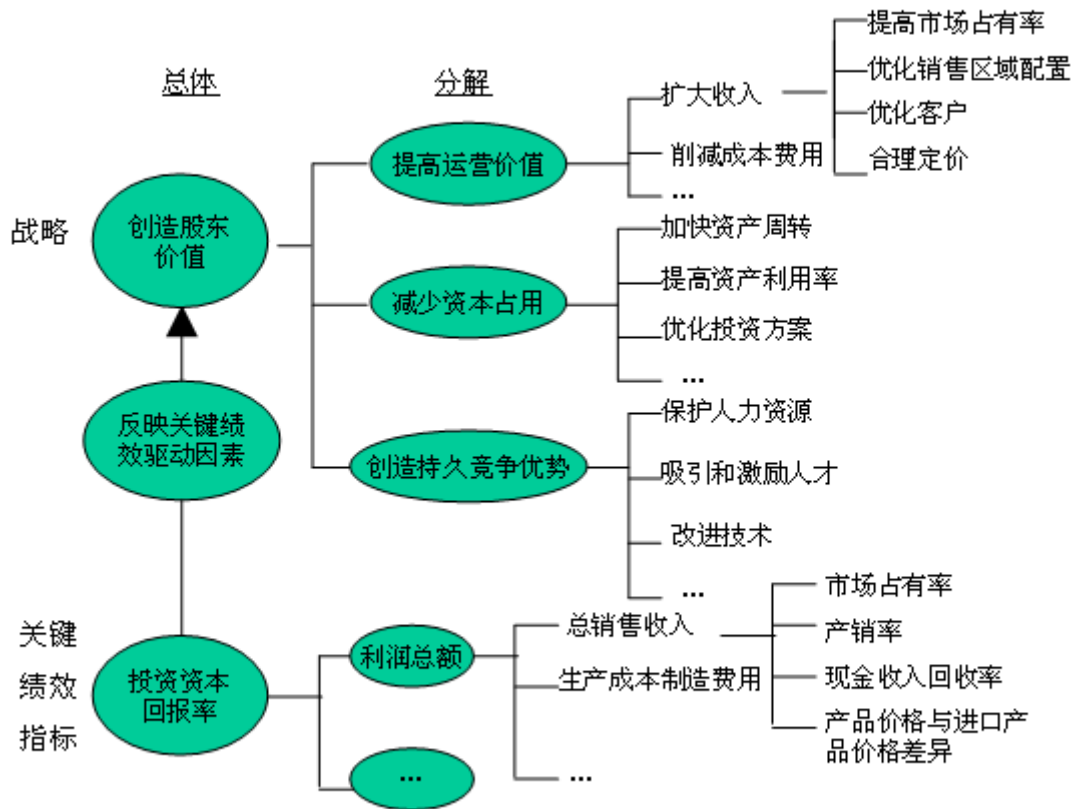 总体
分解
战略
创造股东
价值
提高运营价值
扩大收入
提高市场占有率
优化销售区域配置
优化客户
合理定价
削减成本费用
...
减少资本占用
加快资产周转
提高资产利用率
优化投资方案
...
反映关键绩
效驱动因素
创造持久竞争优势
保护人力资源
吸引和激励人才
改进技术
...
关键
绩效
指标
投资资本
回报率
利润总额
总销售收入
市场占有率
产销率
现金收入回收率
产品价格与进口产
品价格差异
生产成本制造费用
...
...